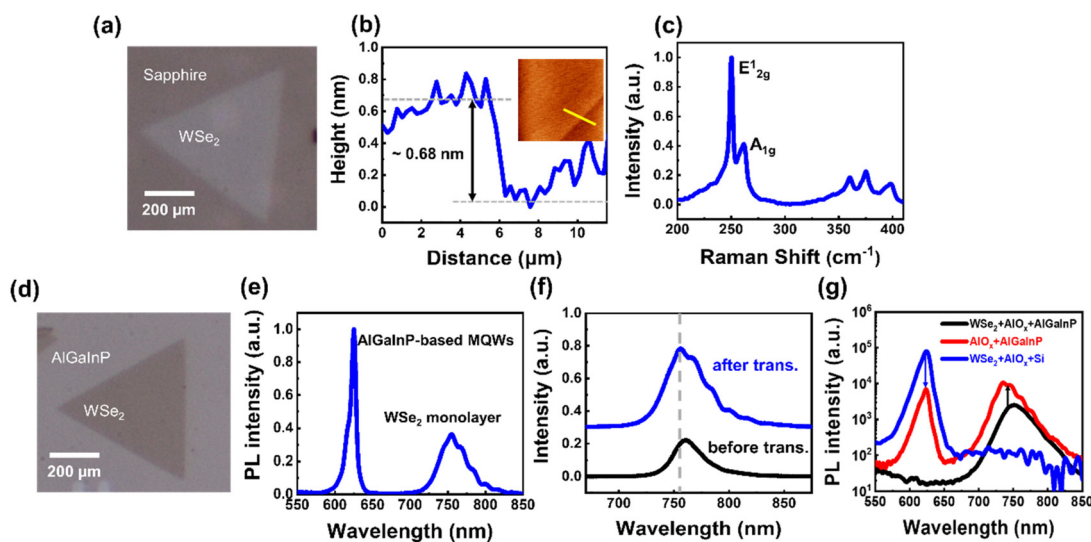 (a)
Sapphire
WSe₂
200 µm
(b)
Height (nm)
1.0
0.8
0.6
0.4
0.2
0.0
~ 0.68 nm
0 2 4 6 8 10
Distance (µm)
(c)
Intensity (a.u.)
1.0
0.8
0.6
0.4
0.2
0.0
E¹₂g
A₁g
200 300 400
Raman Shift (cm⁻¹)
(d)
AlGaInP
WSe₂
200 µm
(e)
PL intensity (a.u.)
1.0
0.8
0.6
0.4
0.2
0.0
AlGaInP-based MQWs
WSe₂ monolayer
550 600 650 700 750 800 850
Wavelength (nm)
(f)
Intensity (a.u.)
1.0
0.8
0.6
0.4
0.2
0.0
after trans.
before trans.
700 750 800 850
Wavelength (nm)
(g)
PL intensity (a.u.)
10⁶
10⁵
10⁴
10³
10²
10¹
WSe₂+AlOₓ+AlGaInP
AlOₓ+AlGaInP
WSe₂+AlOₓ+Si
550 600 650 700 750 800 850
Wavelength (nm)